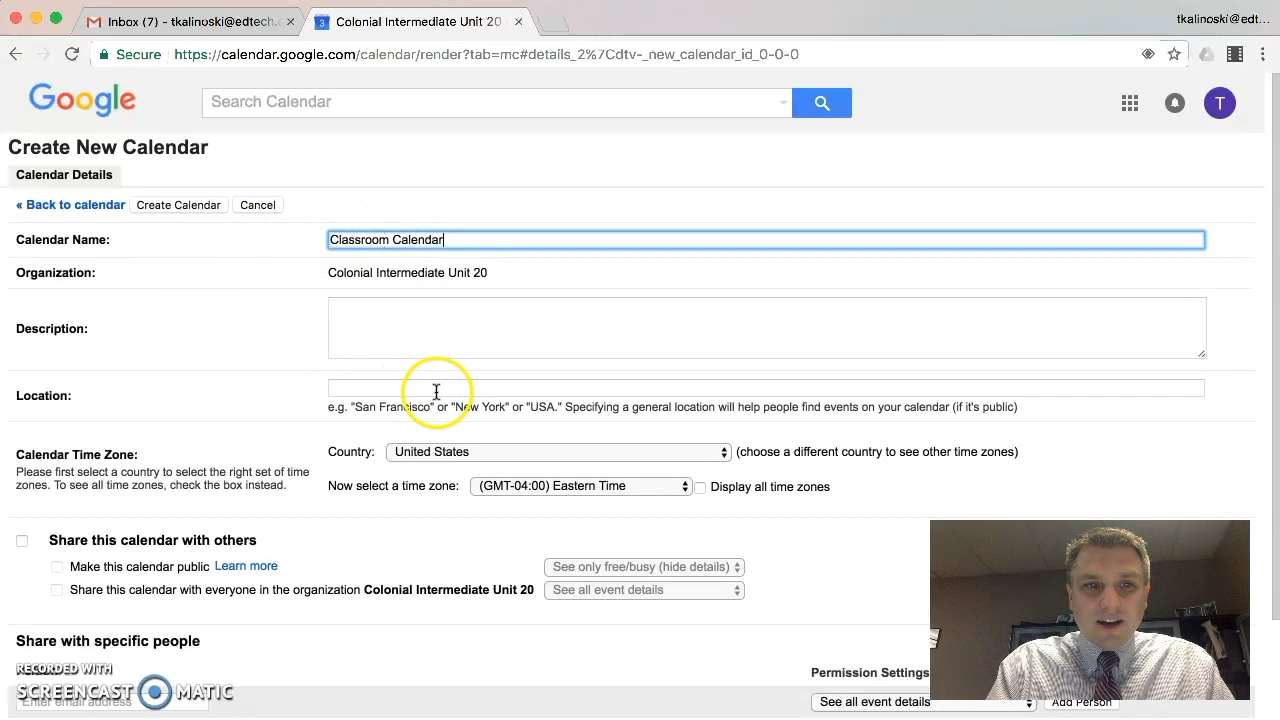 Inbox (7) - tkalinoski@edtech.c
Colonial Intermediate Unit 20 -
tkalinoski@edt...
Secure https://calendar.google.com/calendar/render?tab=mc#details_2%7Cdtv-_new_calendar_id_0-0-0
Google
Search Calendar
T
Create New Calendar
Calendar Details
« Back to calendar Create Calendar Cancel
Calendar Name: Classroom Calendar
Organization: Colonial Intermediate Unit 20
Description:
Location:
e.g. "San Francisco" or "New York" or "USA." Specifying a general location will help people find events on your calendar (if it's public)
Calendar Time Zone: Country: United States (choose a different country to see other time zones)
Please first select a country to select the right set of time
zones. To see all time zones, check the box instead.
Now select a time zone: (GMT-04:00) Eastern Time Display all time zones
Share this calendar with others
Make this calendar public Learn more See only free/busy (hide details)
Share this calendar with everyone in the organization Colonial Intermediate Unit 20 See all event details
Share with specific people
Permission Settings
RECORDED WITH
SCREENCAST MATIC
Enter email address See all event details Add Person